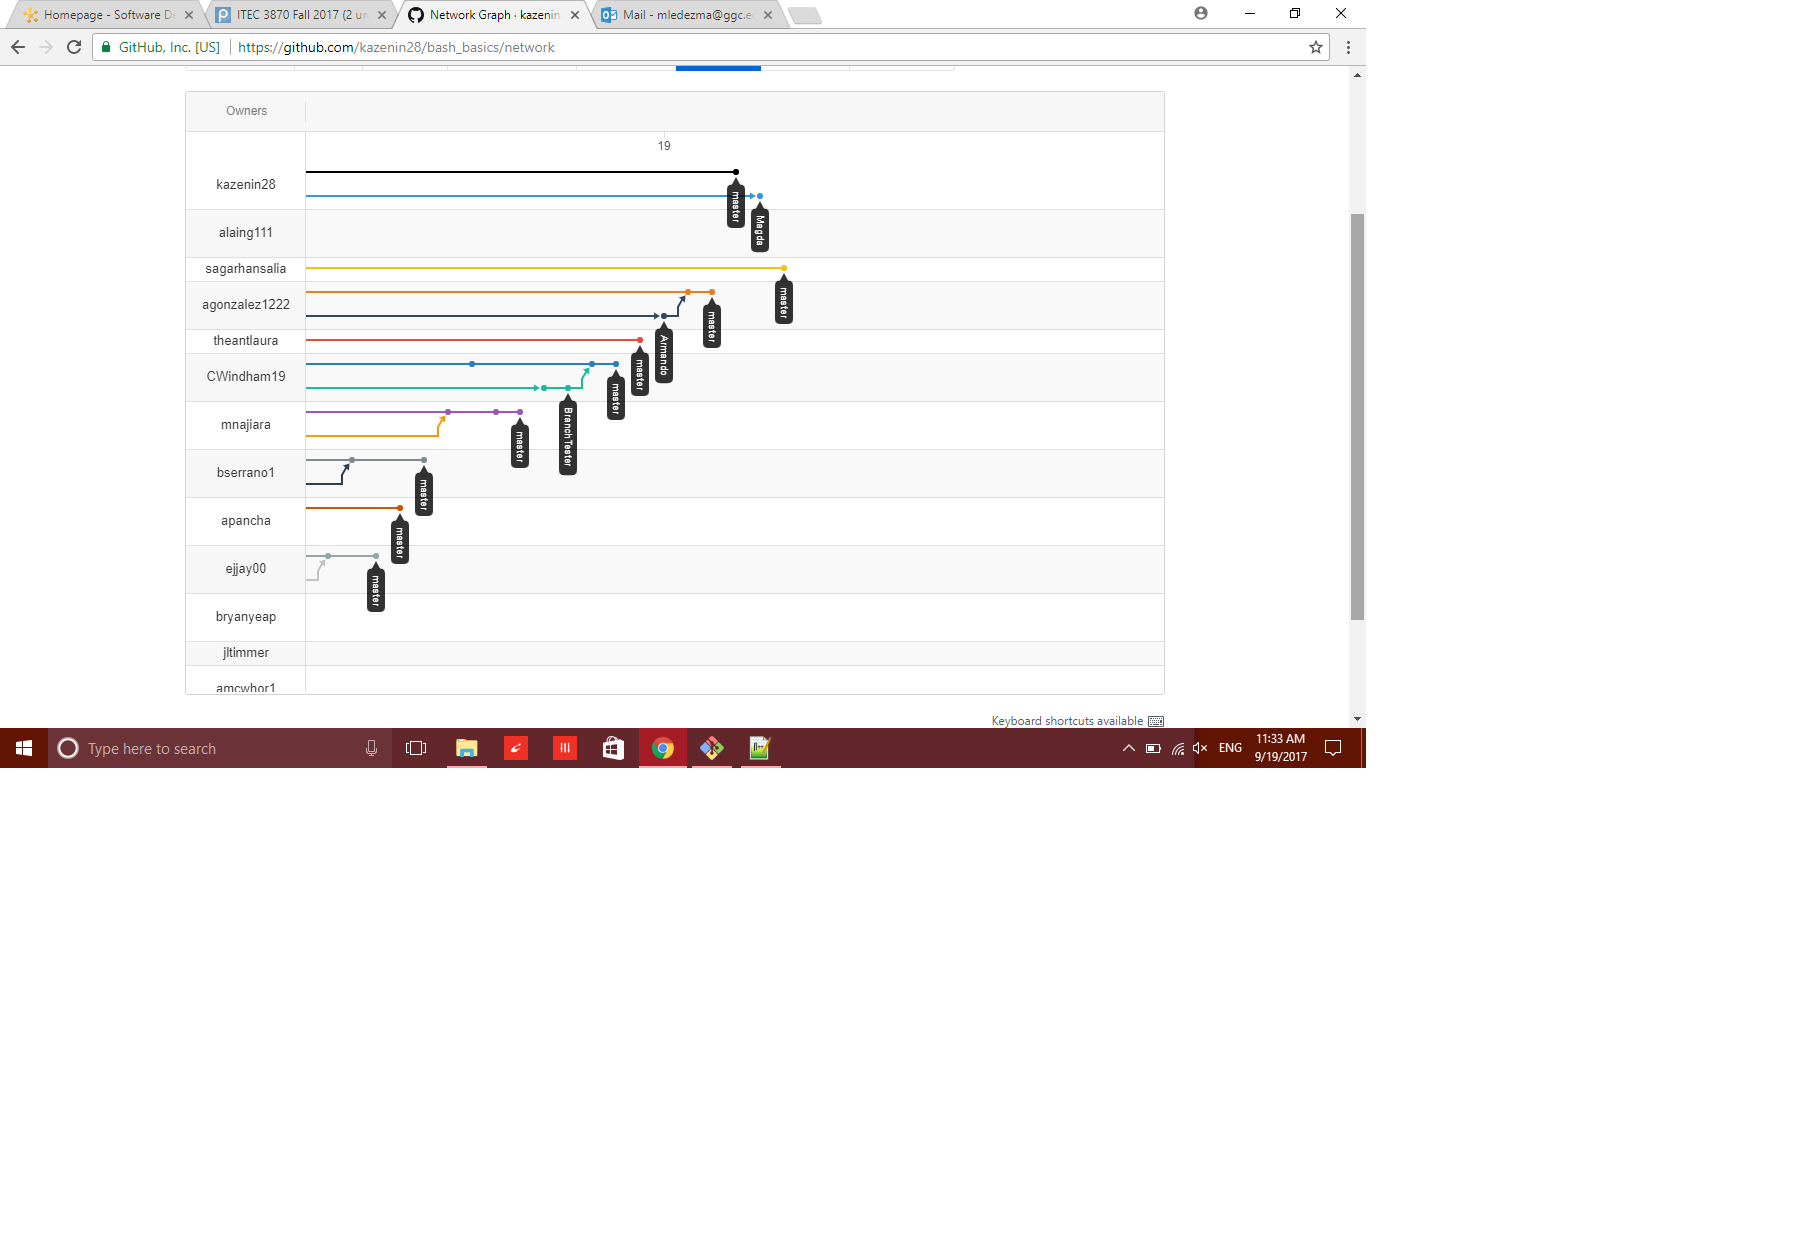 Homepage - Software De
ITEC 3870 Fall 2017 (2 un
Network Graph · kazenin
Mail - mledezma@ggc.e
GitHub, Inc. [US]
https://github.com/kazenin28/bash_basics/network
Owners
19
kazenin28
master
Magda
alaing111
sagarhansalia
master
agonzalez1222
master
Armando
theantlaura
master
CWindham19
master
BranchTester
mnajiara
master
bserrano1
master
apancha
master
ejjay00
master
bryanyeap
jltimmer
amcwhor1
Keyboard shortcuts available
Type here to search
ENG
11:33 AM
9/19/2017